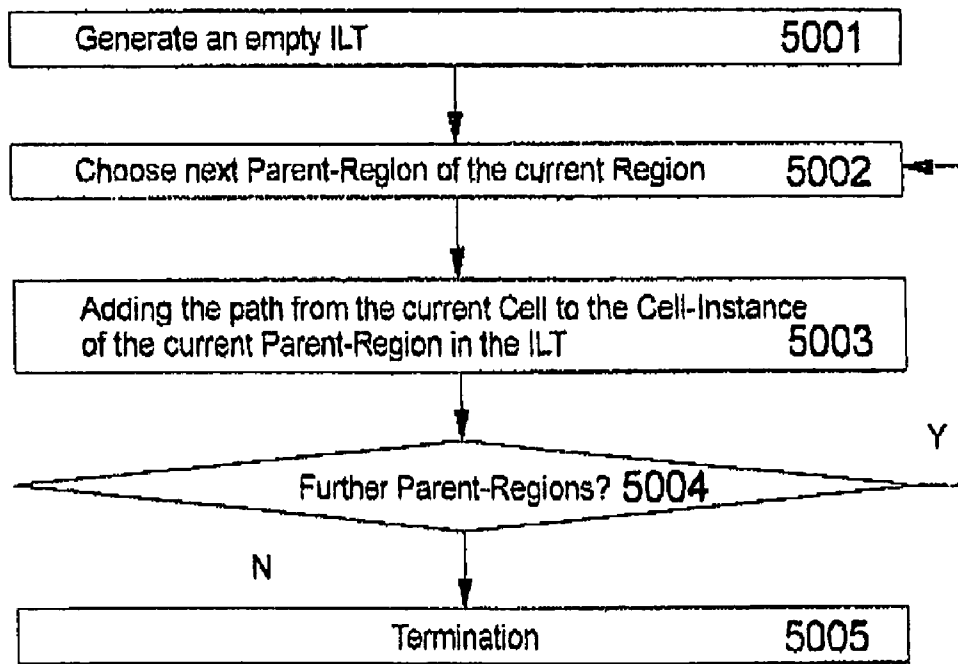 Generate an empty ILT 5001
Choose next Parent-Region of the current Region 5002
Adding the path from the current Cell to the Cell-Instance
of the current Parent-Region in the ILT 5003
Y
Further Parent-Regions? 5004
N
Termination 5005